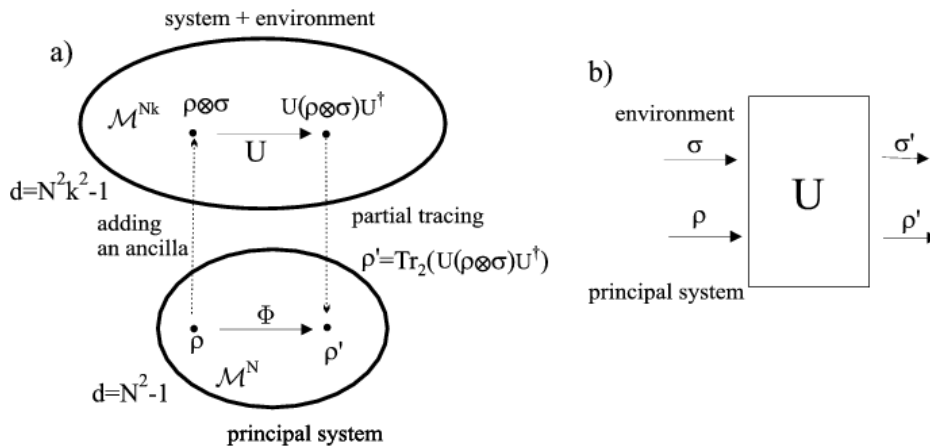 system + environment
a)
ρ⊗σ
U(ρ⊗σ)U†
ℳ^Nk
U
d=N²k²-1
adding
an ancilla
partial tracing
ρ'=Tr₂(U(ρ⊗σ)U†)
Φ
ρ
ρ'
ℳ^N
d=N²-1
principal system
b)
environment
σ
σ'
U
ρ
ρ'
principal system